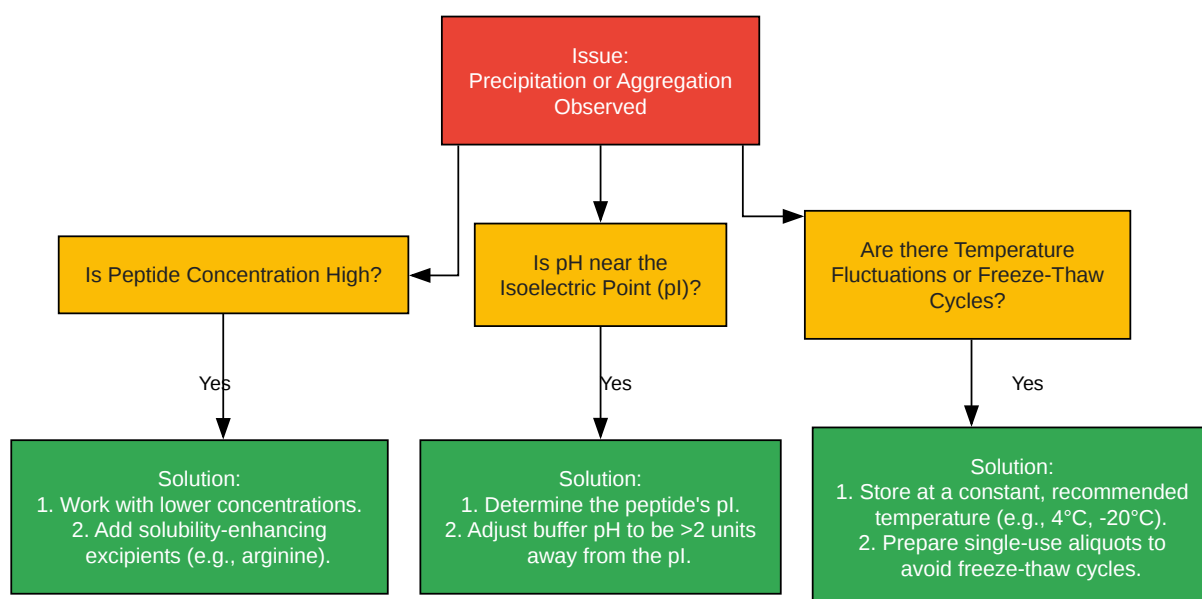 Issue:
Precipitation or Aggregation
Observed
Is Peptide Concentration High?
Is pH near the
Isoelectric Point (pI)?
Are there Temperature
Fluctuations or Freeze-Thaw
Cycles?
Yes
Yes
Yes
Solution:
1. Work with lower concentrations.
2. Add solubility-enhancing
excipients (e.g., arginine).
Solution:
1. Determine the peptide's pI.
2. Adjust buffer pH to be >2 units
away from the pI.
Solution:
1. Store at a constant, recommended
temperature (e.g., 4°C, -20°C).
2. Prepare single-use aliquots to
avoid freeze-thaw cycles.